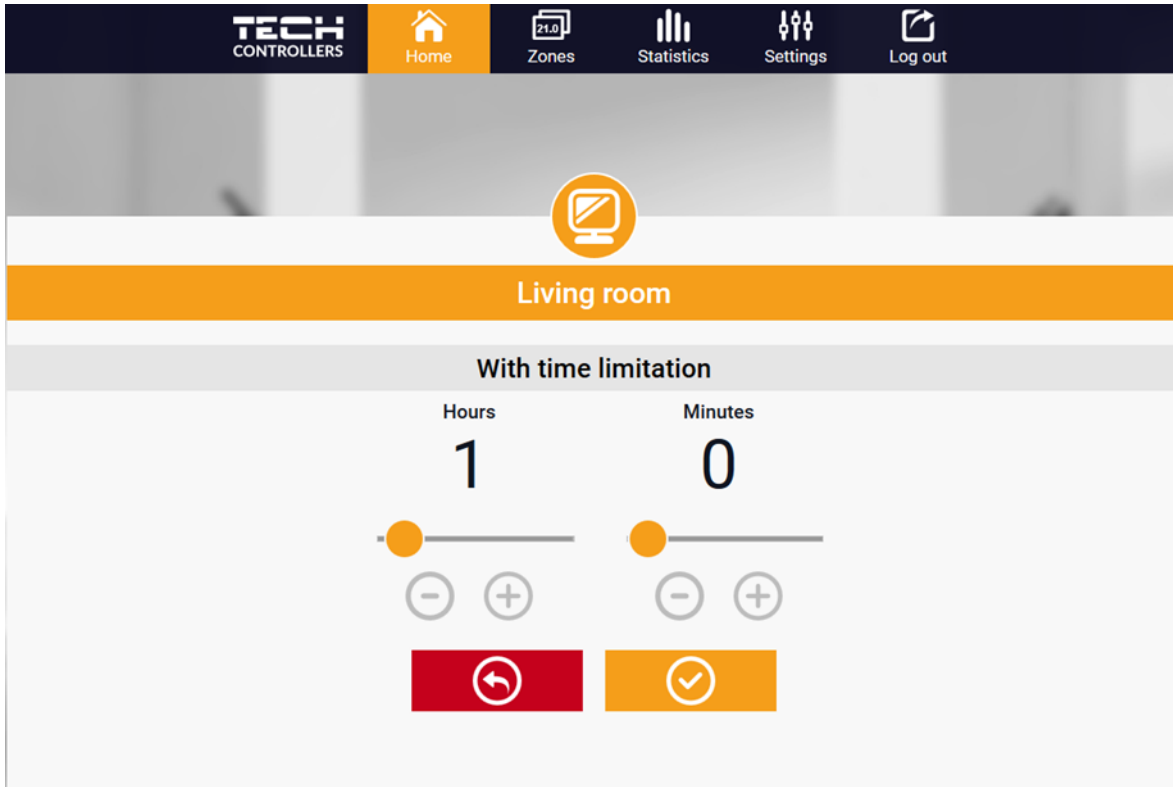 TECH
CONTROLLERS
Home
21.0
Zones
Statistics
Settings
Log out
Living room
With time limitation
Hours
Minutes
1
0